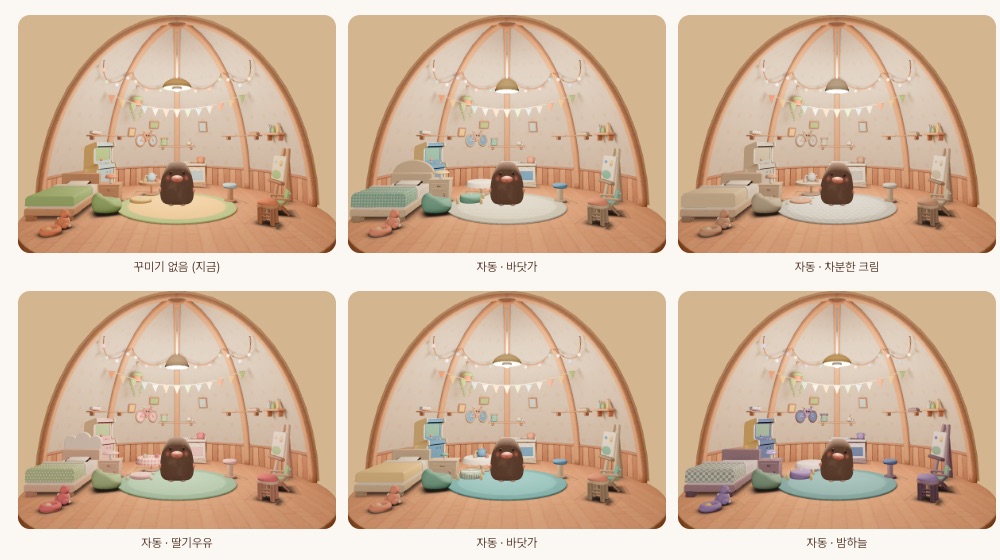 꾸미기 없음 (지금)
자동 · 바닷가
자동 · 차분한 크림
자동 · 딸기우유
자동 · 바닷가
자동 · 밤하늘